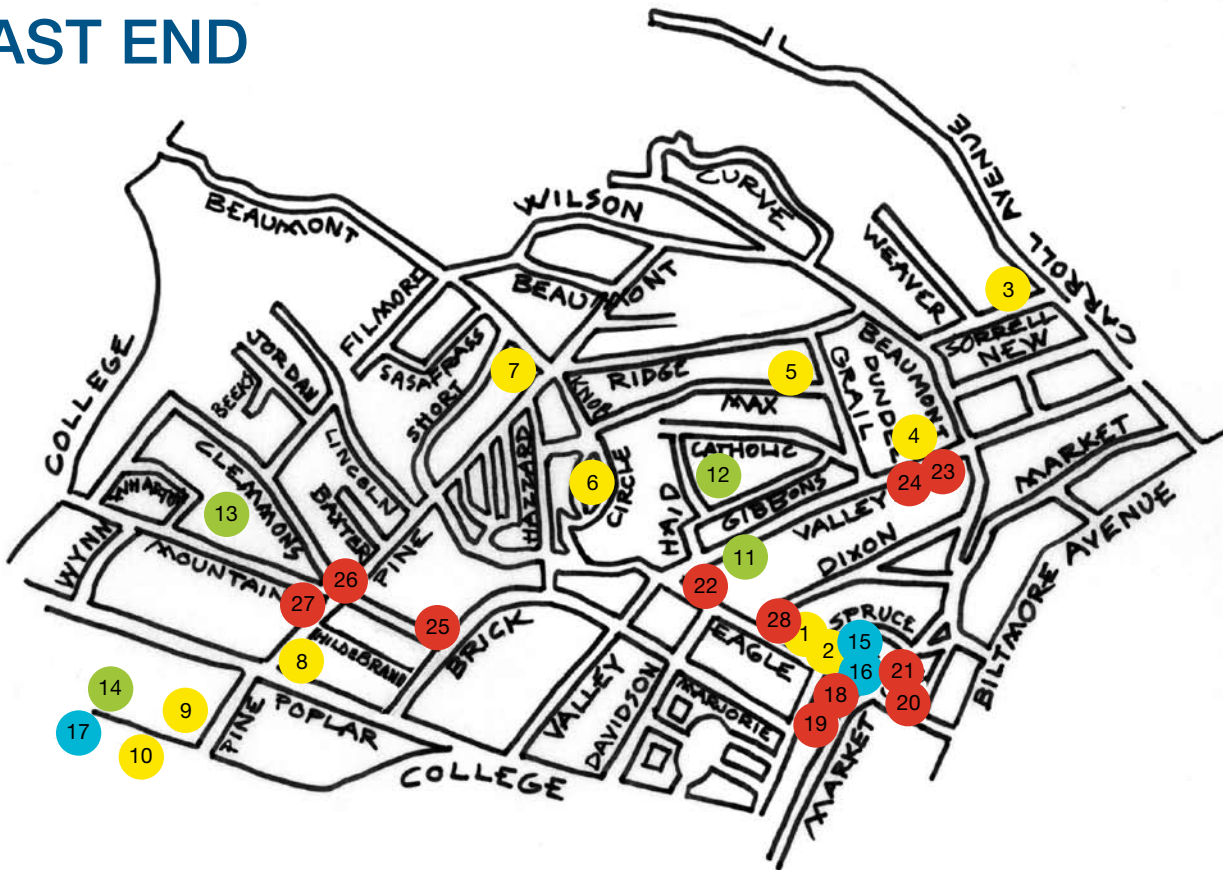 AST END
CARROLL AVENUE
CURVE
WILSON
BEAUMONT
WEAVER
3
BEAUMONT
FILMORE
SORRELL
NEW
BEAUMONT
JORDAN
SASAFRASS
7
RIDGE
5
GRAIL
COLLEGE
BEEKS
SHORT
KNOB
MAX
4
MARKET
CLEMMONS
LINCOLN
HAZZARD
CIRCLE
CATHOLIC
12
23
24
6
GIBBONS
VALLEY
13
BAXTER
HAID
DIXON
BILTMORE AVENUE
WYNN
MOUNTAIN
PINE
11
26
22
27
25
28
1
SPRUCE
2
15
EAGLE
HILDEBRAND
BRICK
8
16
21
VALLEY
DAVIDSON
MARJORIE
18
20
14
9
19
17
10
PINE
POPLAR
MARKET
COLLEGE